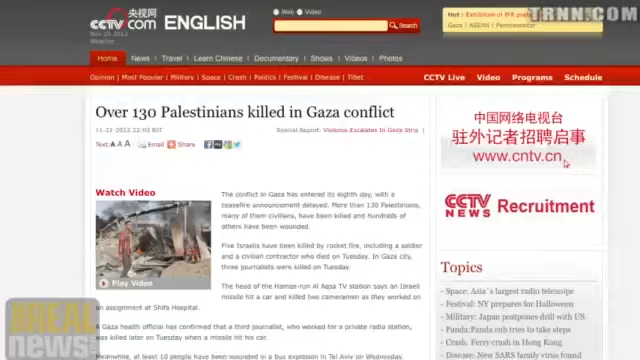 TRNN.COM
央视网
CCTV.com ENGLISH
Nov 24 2012
Weather
Web Video
Search
Hot : Exhibition of BIR pre
Gaza | ASEAN |
Home News Travel Learn Chinese Documentary Shows Videos Photos
Opinion | Most Popular | Military | Space | Crash | Politics | Festival | Disease | Tibet
CCTV Live Video Programs Schedule
Over 130 Palestinians killed in Gaza conflict
11-21-2012 22:00 BJT
Special Report: Violence Escalates In Gaza Strip |
Text: A A A Email Share
Watch Video
Play Video
The conflict in Gaza has entered its eighth day, with a
ceasefire announcement delayed. More than 130 Palestinians,
many of them civilians, have been killed and hundreds of
others have been wounded.
Five Israelis have been killed by rocket fire, including a soldier
and a civilian contractor who died on Tuesday. In Gaza city,
three journalists were killed on Tuesday.
The head of the Hamas-run Al Aqsa TV station says an Israeli
missile hit a car and killed two cameramen as they worked on
an assignment at Shifa Hospital.
A Gaza health official has confirmed that a third journalist, who worked for a private radio station,
was killed later on Tuesday when a missile hit his car.
Meanwhile, at least 10 people have been wounded in a bus explosion in Tel Aviv on Wednesday.
中国网络电视台
驻外记者招聘启事
www.cntv.cn
CCTV NEWS Recruitment
Topics
- Space: Asia's largest radio telescope
- Festival: NY prepares for Halloween
- Military: Japan postpones drill with US
- Panda:Panda cub tries to take steps
- Crash: Ferry crash in Hong Kong
- Disease: New SARS family virus found
THE REAL
news.com